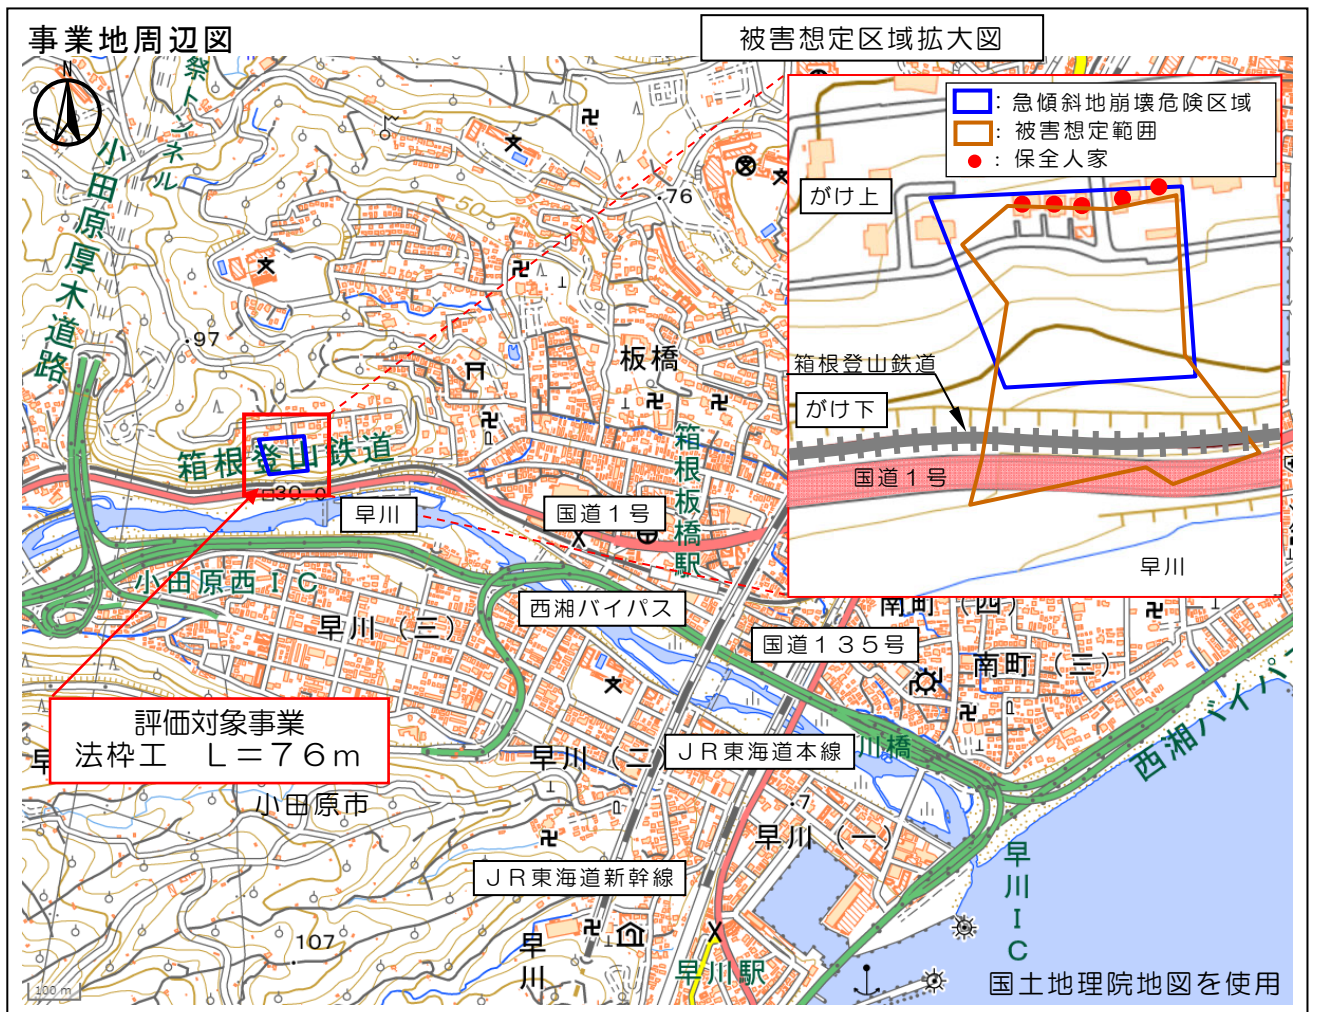 事業地周辺図
被害想定区域拡大図
N
祭トンネル
小田原厚木道路
：急傾斜地崩壊危険区域
：被害想定範囲
：保全人家
がけ上
箱根登山鉄道
がけ下
国道１号
早川
76
97
板橋
箱根登山鉄道
30
早川
国道１号
箱根板橋駅
小田原西ＩＣ
西湘バイパス
早川（三）
国道１３５号
南町（四）
南町（三）
西湘バイパ
評価対象事業
法枠工　Ｌ＝７６ｍ
早
早川（二）
ＪＲ東海道本線
川橋
小田原市
7
早川（一）
ＪＲ東海道新幹線
早川ＩＣ
107
早川
早川駅
100 m
国土地理院地図を使用